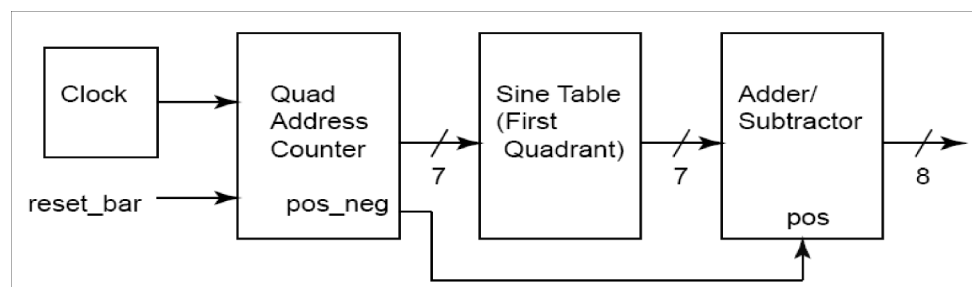 Clock
Quad
Address
Counter
pos_neg
reset_bar
7
Sine Table
(First
Quadrant)
7
Adder/
Subtractor
pos
8